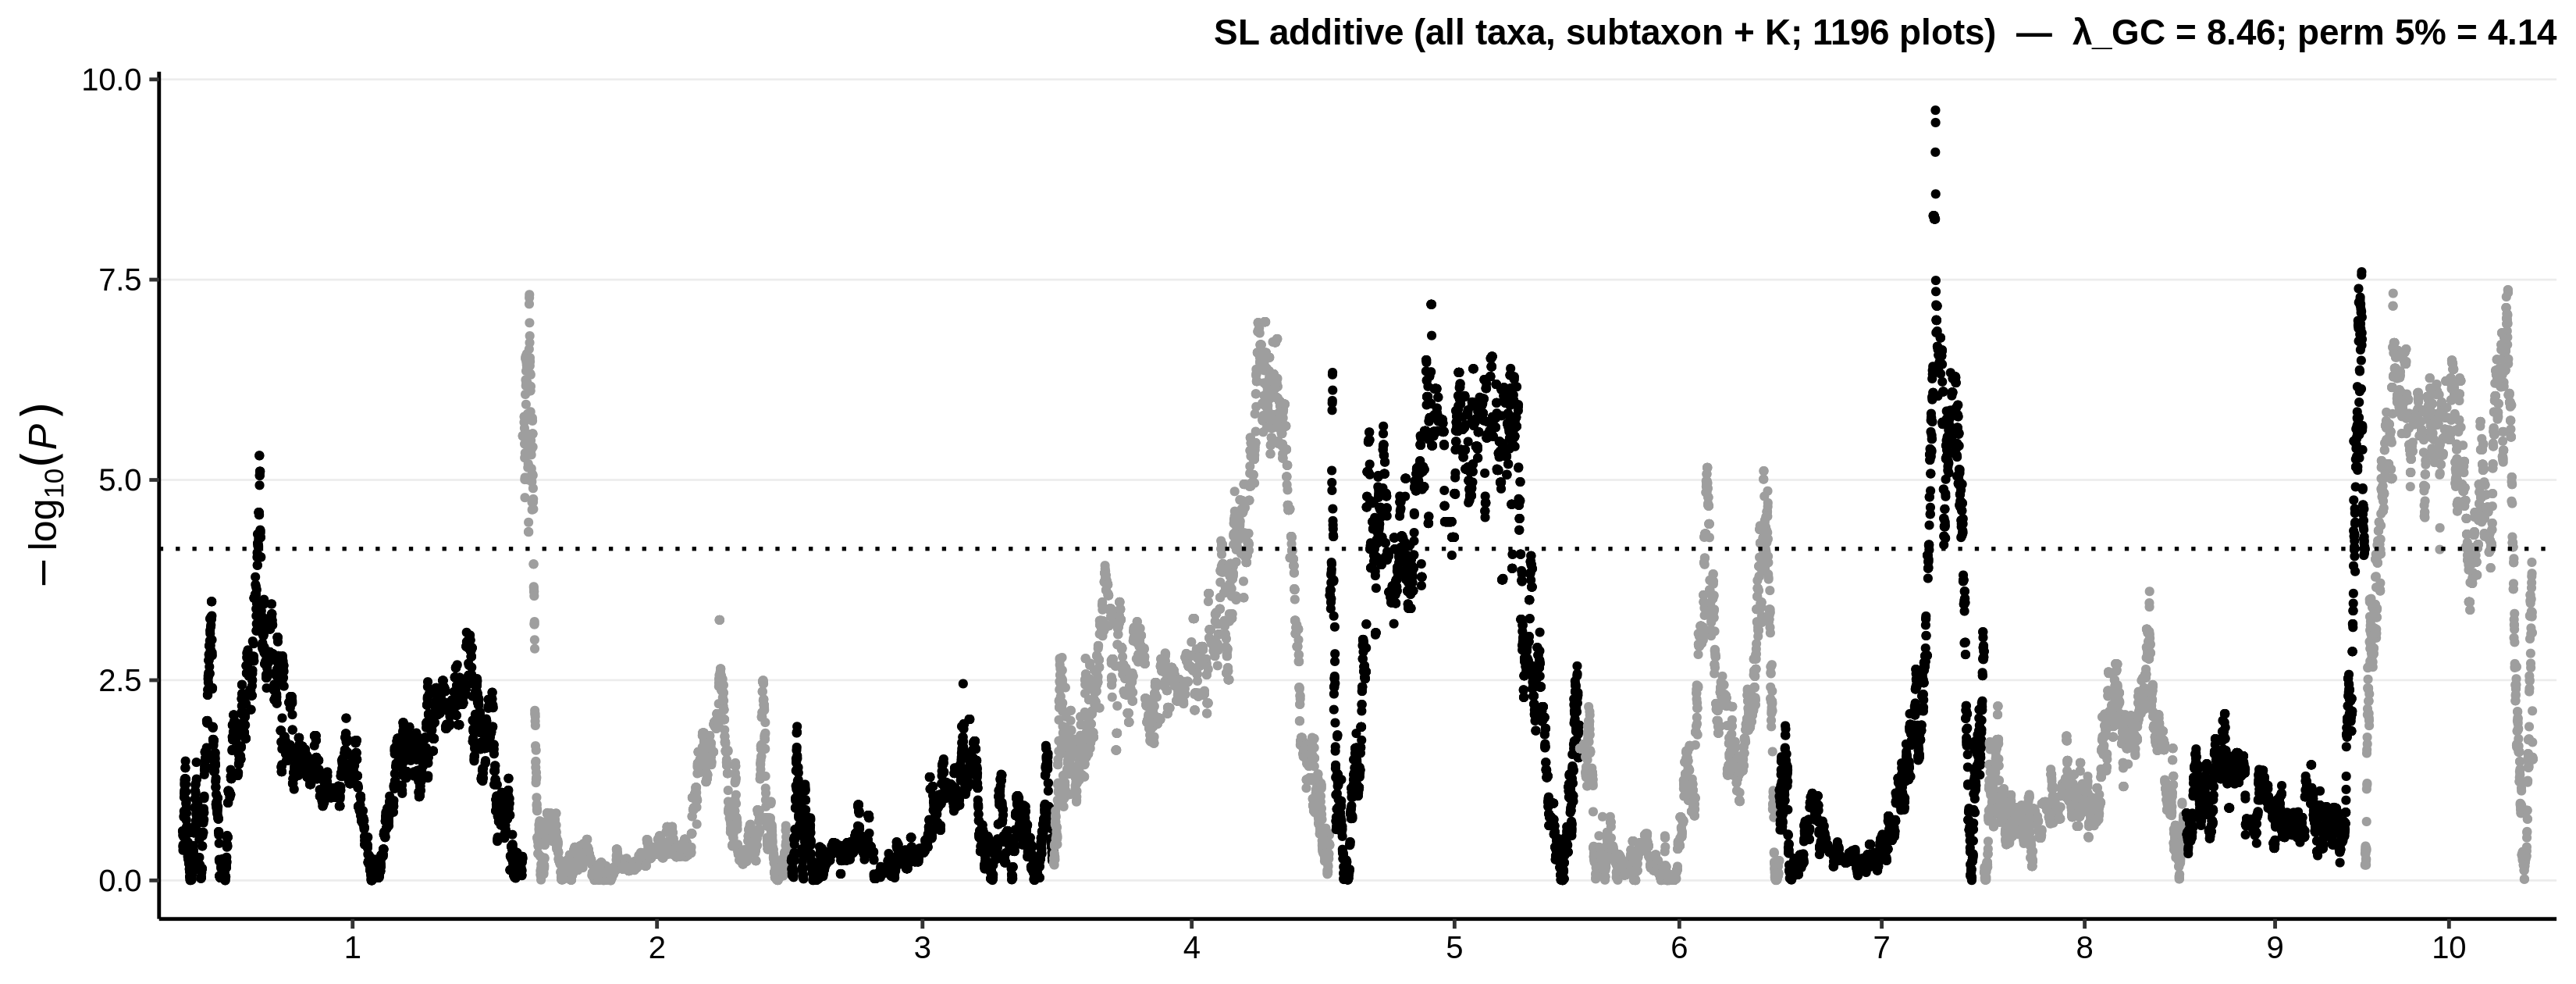 SL additive (all taxa, subtaxon + K; 1196 plots) — λ_GC = 8.46; perm 5% = 4.14
10.0
7.5
5.0
2.5
0.0
− log10(P)
1 2 3 4 5 6 7 8 9 10